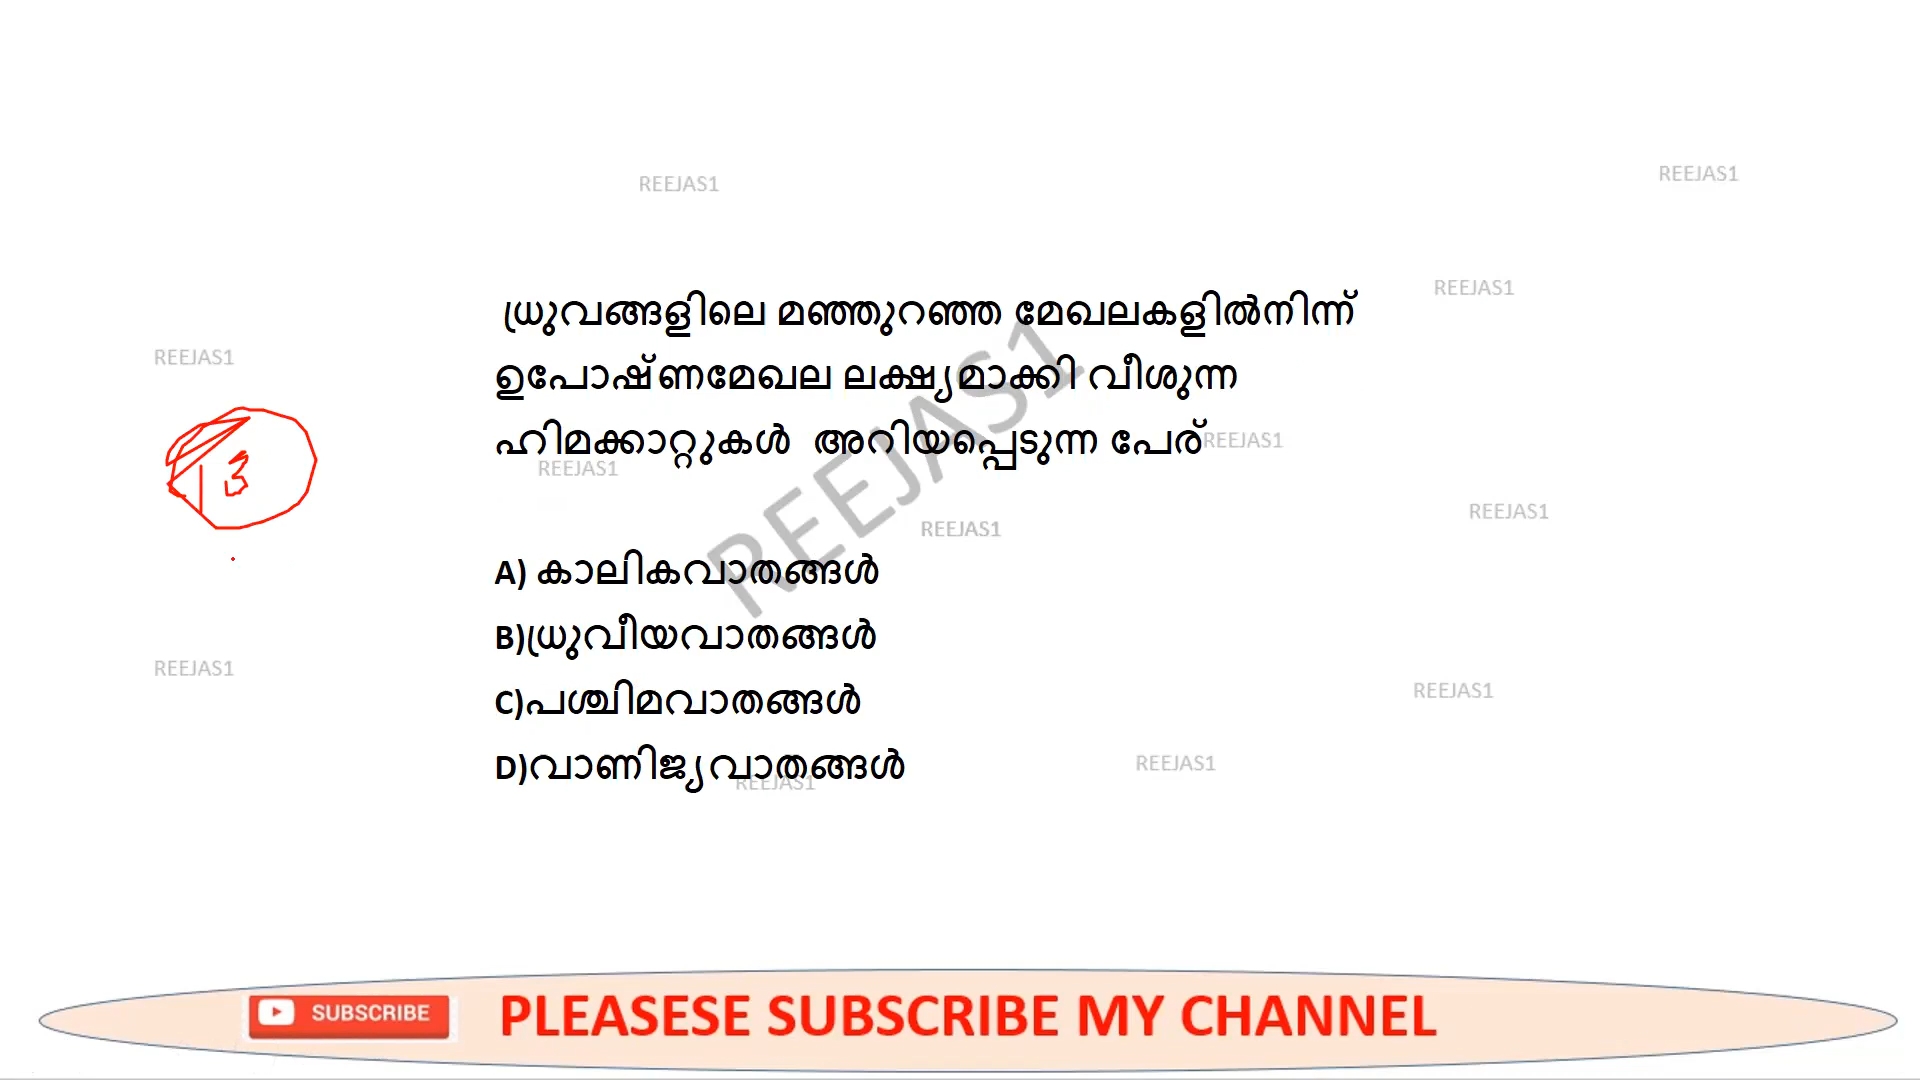 REEJAS1
REEJAS1
REEJAS1
ധ്രുവങ്ങളിലെ മഞ്ഞുറഞ്ഞ മേഖലകളിൽനിന്ന്
REEJAS1
ഉപോഷ്ണമേഖല ലക്ഷ്യമാക്കി വീശുന്ന
ഹിമക്കാറ്റുകൾ അറിയപ്പെടുന്ന പേര്
REEJAS1
REEJAS1
13
REEJAS1
REEJAS1
REEJAS1
A) കാലികവാതങ്ങൾ
B)ധ്രുവീയവാതങ്ങൾ
REEJAS1
C)പശ്ചിമവാതങ്ങൾ
REEJAS1
D)വാണിജ്യവാതങ്ങൾ
REEJAS1
REEJAS1
SUBSCRIBE
PLEASESE SUBSCRIBE MY CHANNEL